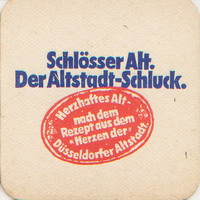 Schlösser Alt.
Der Altstadt-Schluck.
Herzhaftes Alt-
nach dem
Rezept aus dem
»Herzen der«
Düsseldorfer Altstadt.